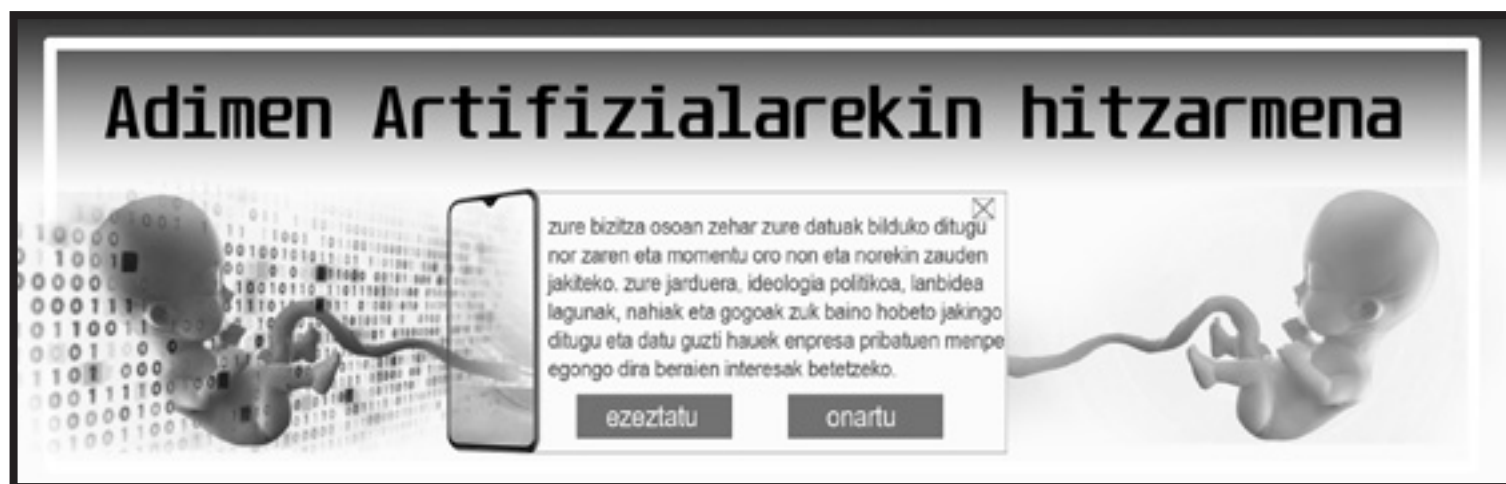 Adimen Artifizialarekin hitzarmena
zure bizitza osoan zehar zure datuak bilduko ditugu
nor zaren eta momentu oro non eta norekin zauden
jakiteko. zure jarduera, ideologia politikoa, lanbidea
lagunak, nahiak eta gogoak zuk baino hobeto jakingo
ditugu eta datu guzti hauek enpresa pribatuen menpe
egongo dira beraien interesak betetzeko.
ezeztatu onartu